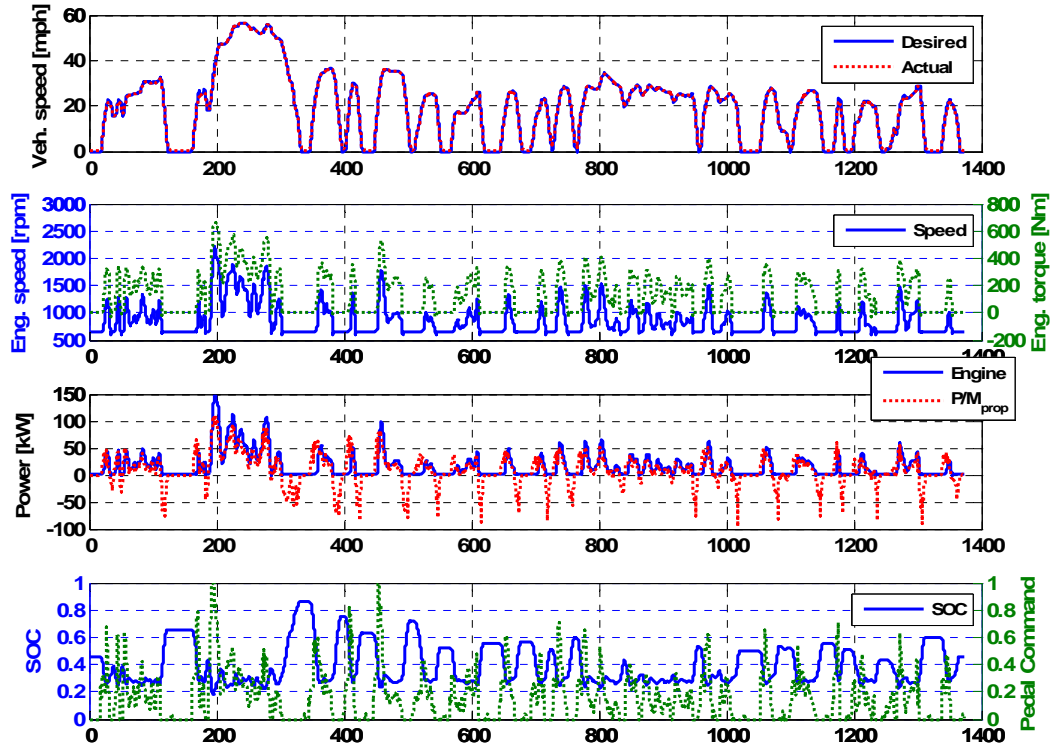 60
40
20
0
Veh. speed [mph]
Desired
Actual
0 200 400 600 800 1000 1200 1400
3000
2500
2000
1500
1000
500
Eng. speed [rpm]
Speed
800
600
400
200
0
-200
Eng. torque [Nm]
0 200 400 600 800 1000 1200 1400
150
100
50
0
-50
-100
Power [kW]
Engine
P/Mprop
0 200 400 600 800 1000 1200 1400
1
0.8
0.6
0.4
0.2
0
SOC
SOC
1
0.8
0.6
0.4
0.2
0
Pedal Command
0 200 400 600 800 1000 1200 1400